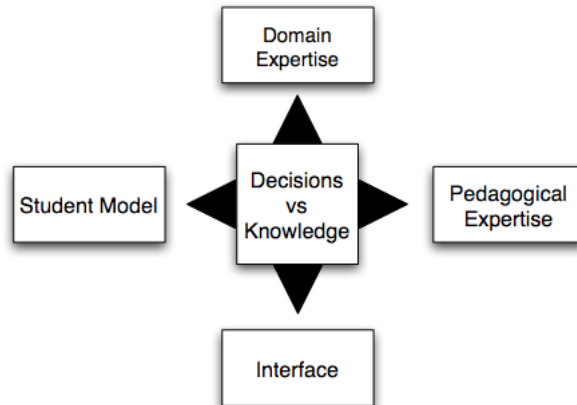 Domain
Expertise
Student Model
Decisions
vs
Knowledge
Pedagogical
Expertise
Interface